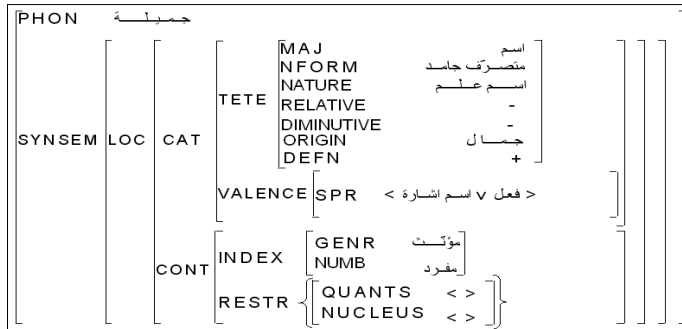 PHON جميلة
MAJ اسم
NFORM متصرّف جامد
NATURE اسم علم
TETE
RELATIVE -
DIMINUTIVE -
SYNSEM LOC CAT ORIGIN جمال
DEFN +
VALENCE SPR < فعل v اسم اشارة >
GENR مؤنّث
INDEX
NUMB مفرد
CONT
QUANTS < >
RESTR
NUCLEUS < >